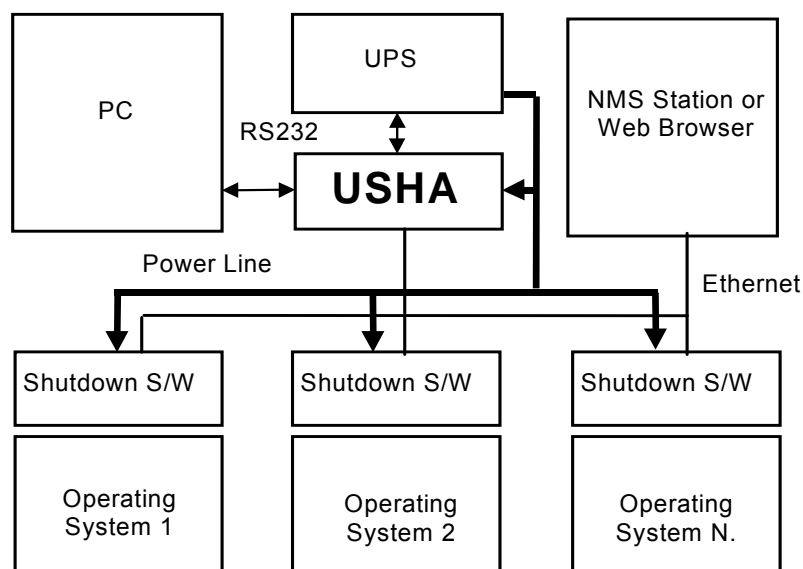 UPS
PC
NMS Station or
Web Browser
RS232
USHA
Power Line
Ethernet
Shutdown S/W
Shutdown S/W
Shutdown S/W
Operating
System 1
Operating
System 2
Operating
System N.